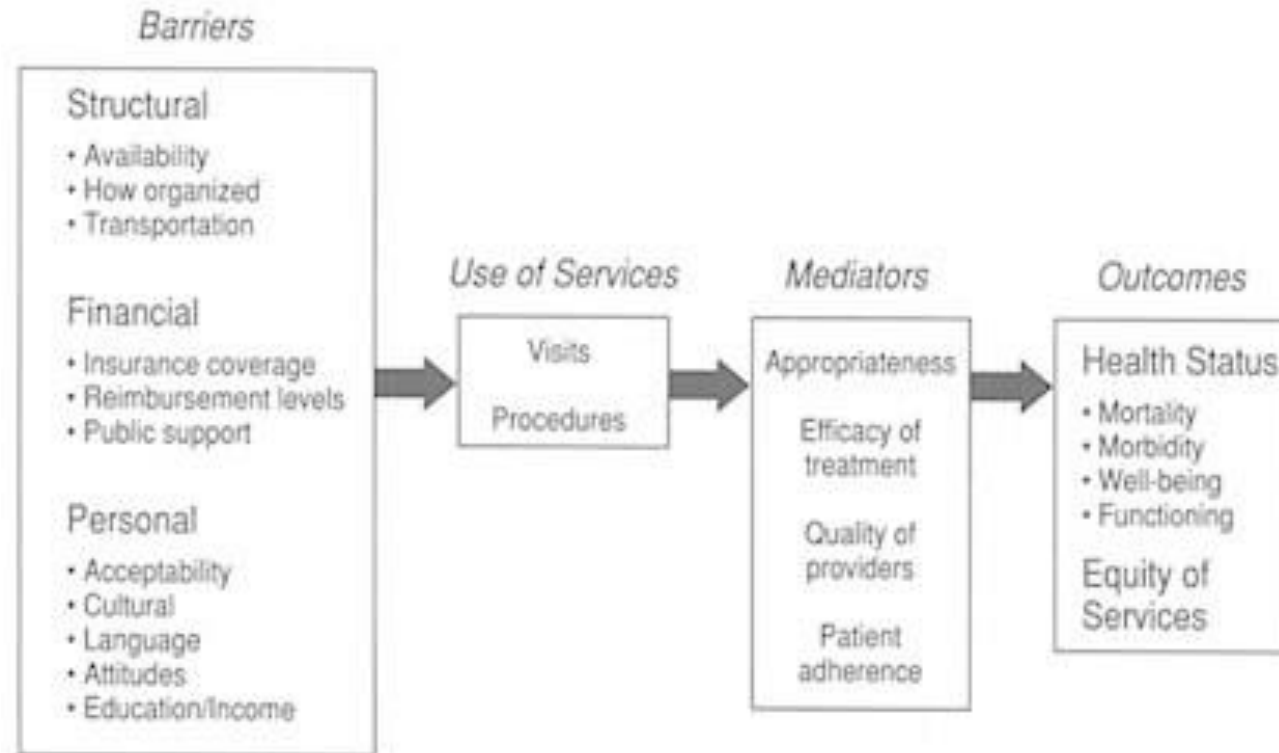 Barriers
Structural
• Availability
• How organized
• Transportation
Financial
• Insurance coverage
• Reimbursement levels
• Public support
Personal
• Acceptability
• Cultural
• Language
• Attitudes
• Education/Income
Use of Services
Visits
Procedures
Mediators
Appropriateness
Efficacy of
treatment
Quality of
providers
Patient
adherence
Outcomes
Health Status
• Mortality
• Morbidity
• Well-being
• Functioning
Equity of
Services